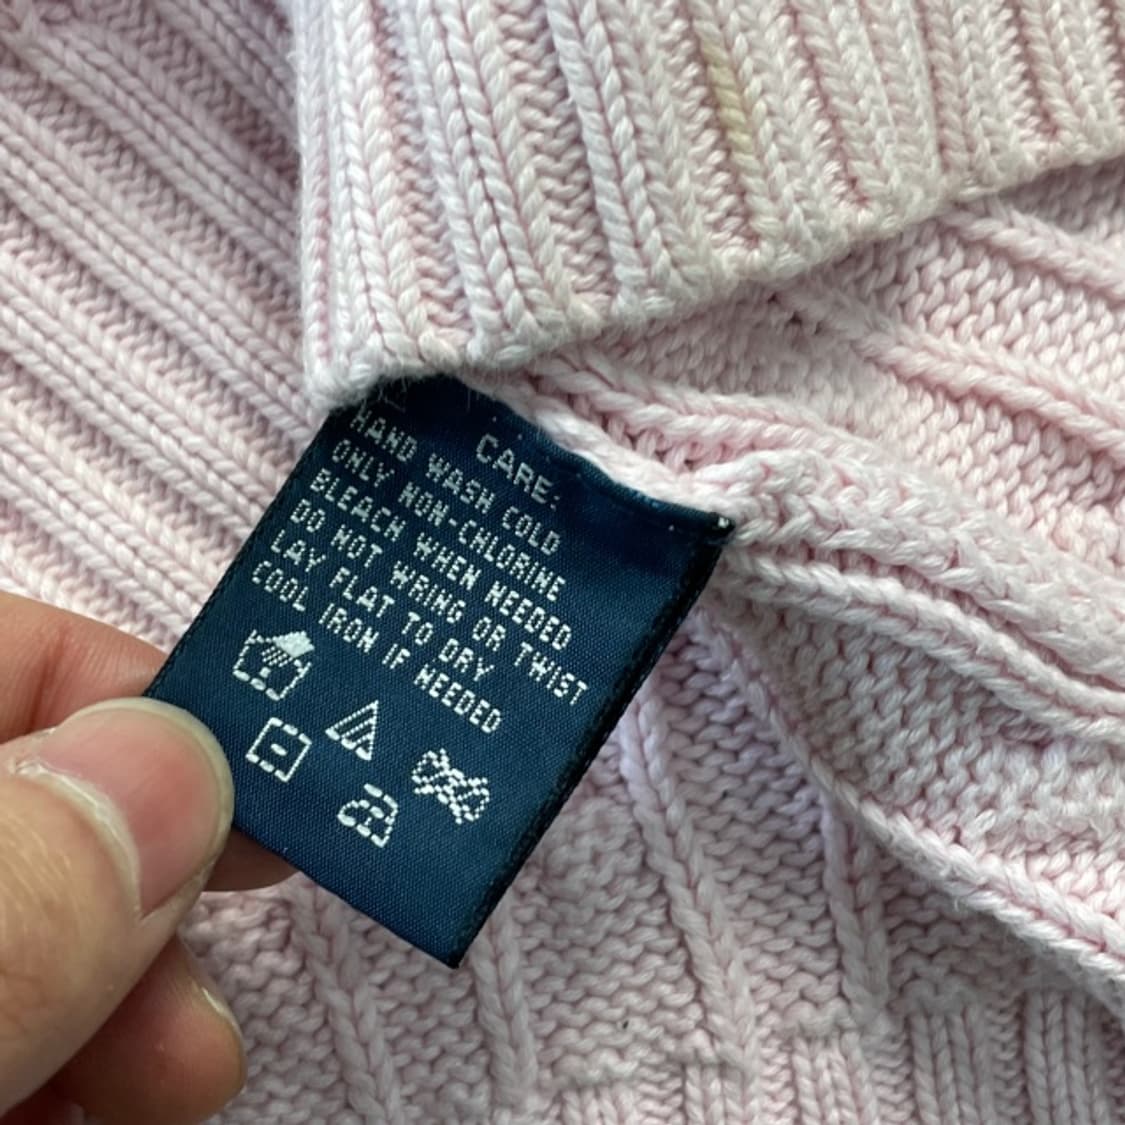 CARE:
HAND WASH COLD
ONLY NON-CHLORINE
BLEACH WHEN NEEDED
DO NOT WRING OR TWIST
LAY FLAT TO DRY
COOL IRON IF NEEDED